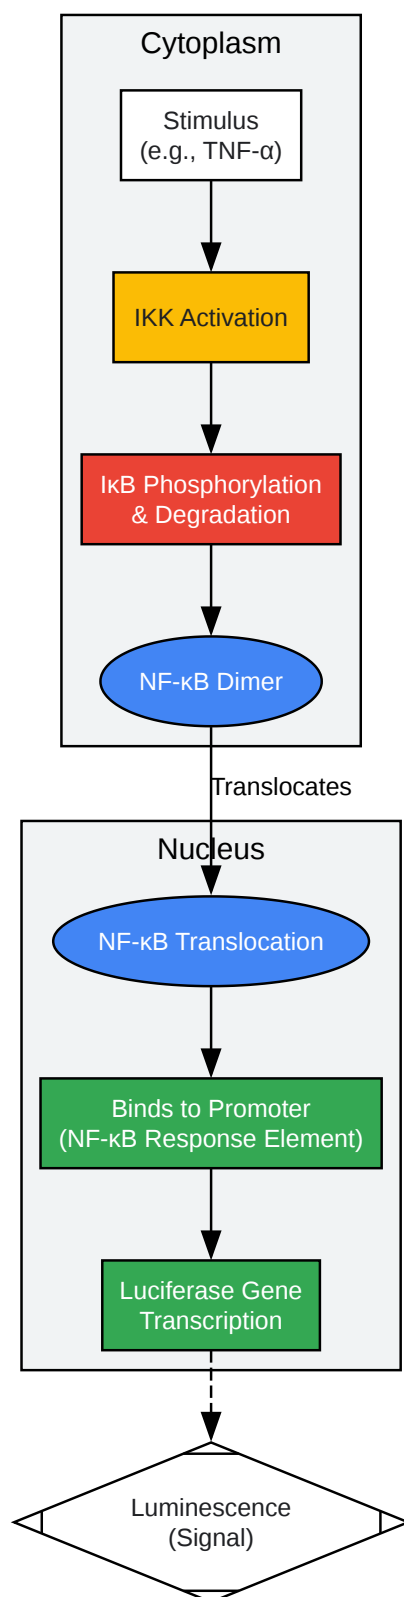 Cytoplasm
Stimulus
(e.g., TNF-α)
IKK Activation
IκB Phosphorylation
& Degradation
NF-κB Dimer
Translocates
Nucleus
NF-κB Translocation
Binds to Promoter
(NF-κB Response Element)
Luciferase Gene
Transcription
Luminescence
(Signal)